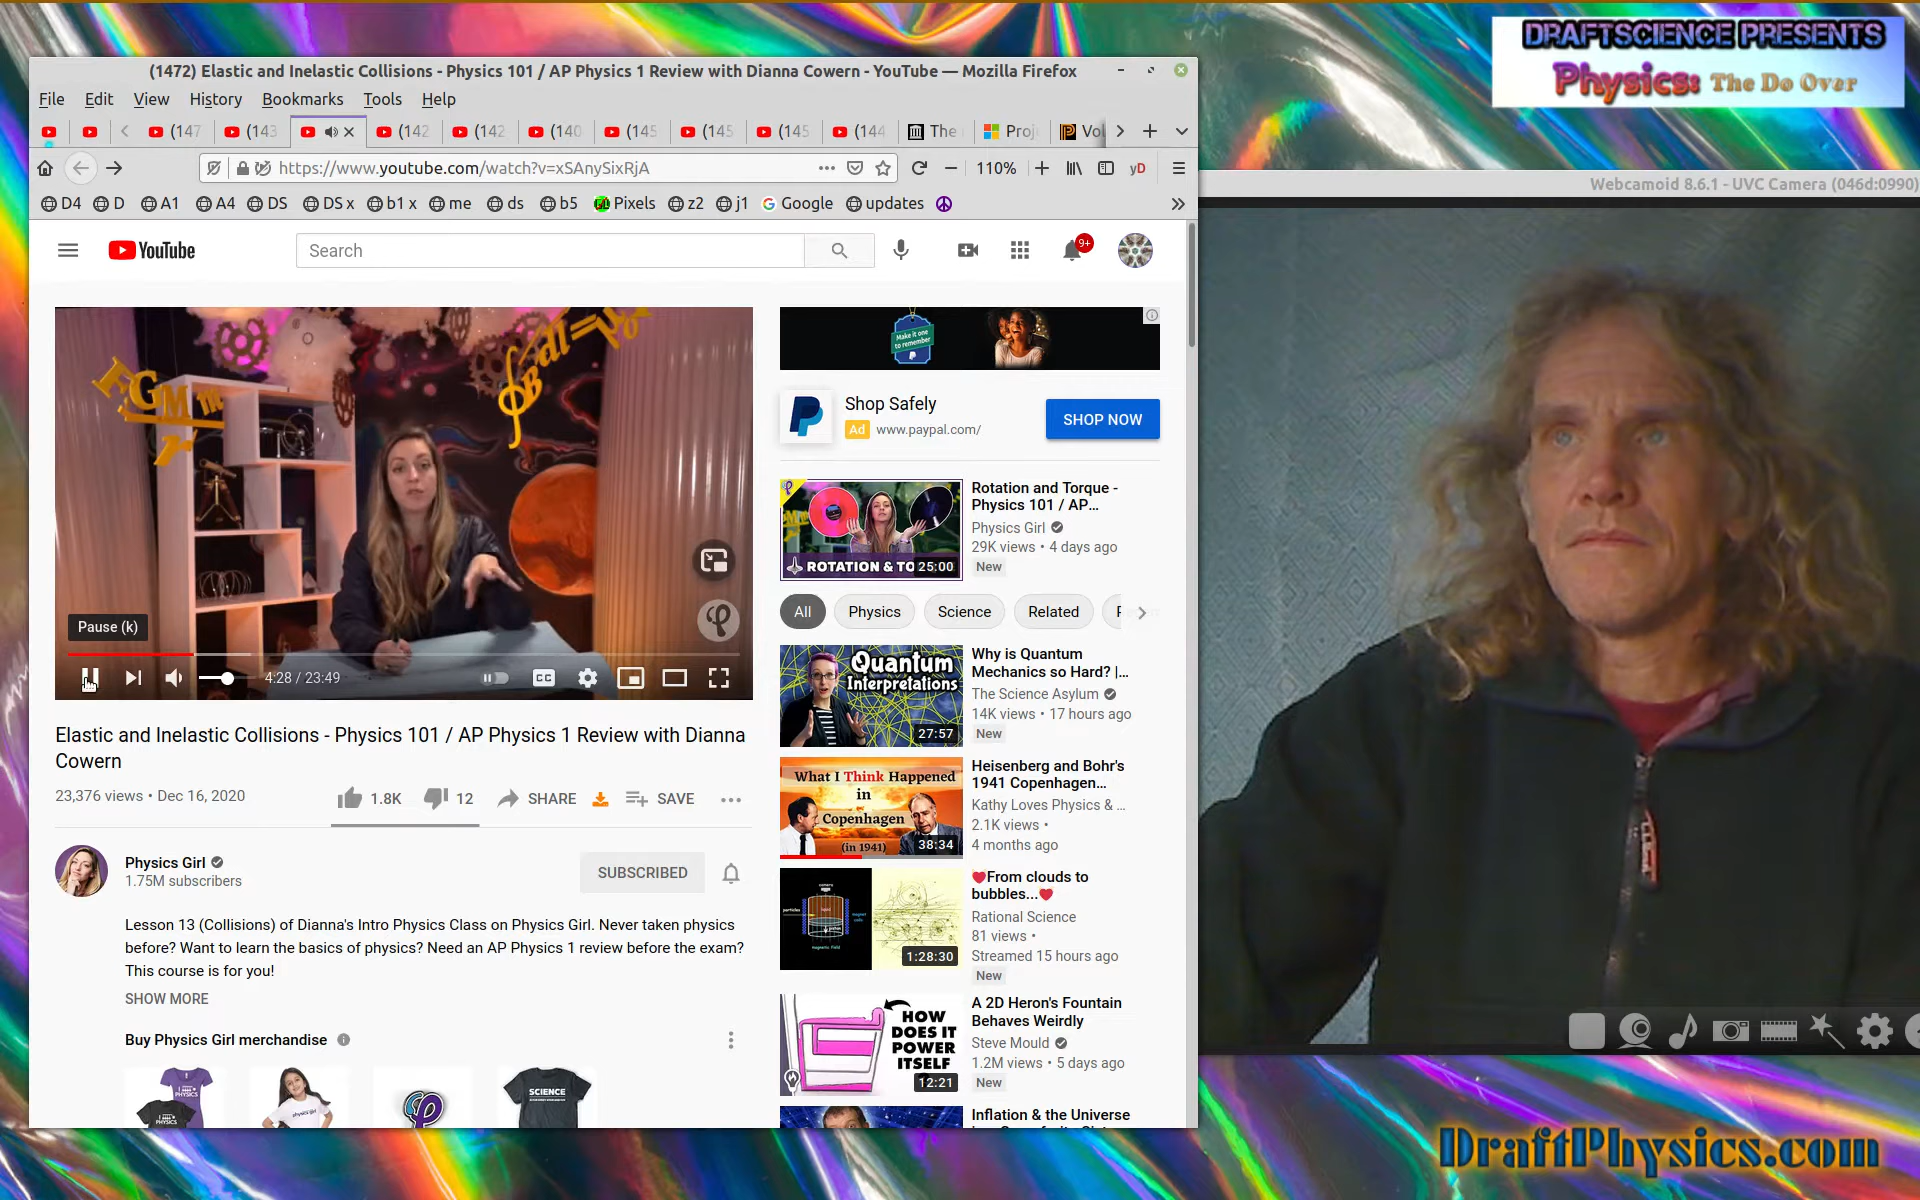 DRAFTSCIENCE PRESENTS
Physics: The Do Over
(1472) Elastic and Inelastic Collisions - Physics 101 / AP Physics 1 Review with Dianna Cowern - YouTube — Mozilla Firefox
File Edit View History Bookmarks Tools Help
(147 (143 (142 (142 (140 (145 (145 (145 (144 The Proj Vol
https://www.youtube.com/watch?v=xSAnySixRjA 110% yD
Webcamoid 8.6.1 - UVC Camera (046d:0990)
D4 D A1 A4 DS DS x b1 x me ds b5 Pixels z2 j1 Google updates
YouTube Search 9+
Make it one
to remember
Shop Safely
Ad www.paypal.com/
SHOP NOW
Pause (k)
4:28 / 23:49 CC
Elastic and Inelastic Collisions - Physics 101 / AP Physics 1 Review with Dianna
Cowern
23,376 views • Dec 16, 2020
1.8K 12 SHARE SAVE
Physics Girl
1.75M subscribers
SUBSCRIBED
Lesson 13 (Collisions) of Dianna's Intro Physics Class on Physics Girl. Never taken physics
before? Want to learn the basics of physics? Need an AP Physics 1 review before the exam?
This course is for you!
SHOW MORE
Buy Physics Girl merchandise
PHYSICS
PHYSICS
physics girl
SCIENCE
ROTATION & TO 25:00
Rotation and Torque -
Physics 101 / AP...
Physics Girl
29K views • 4 days ago
New
All Physics Science Related
Quantum
Interpretations
27:57
Why is Quantum
Mechanics so Hard? |...
The Science Asylum
14K views • 17 hours ago
New
What I Think Happened
in
Copenhagen
(in 1941)
38:34
Heisenberg and Bohr's
1941 Copenhagen...
Kathy Loves Physics & ...
2.1K views •
4 months ago
1:28:30
From clouds to
bubbles...
Rational Science
81 views •
Streamed 15 hours ago
New
HOW
DOES IT
POWER
ITSELF
12:21
A 2D Heron's Fountain
Behaves Weirdly
Steve Mould
1.2M views • 5 days ago
New
Inflation & the Universe
DraftPhysics.com